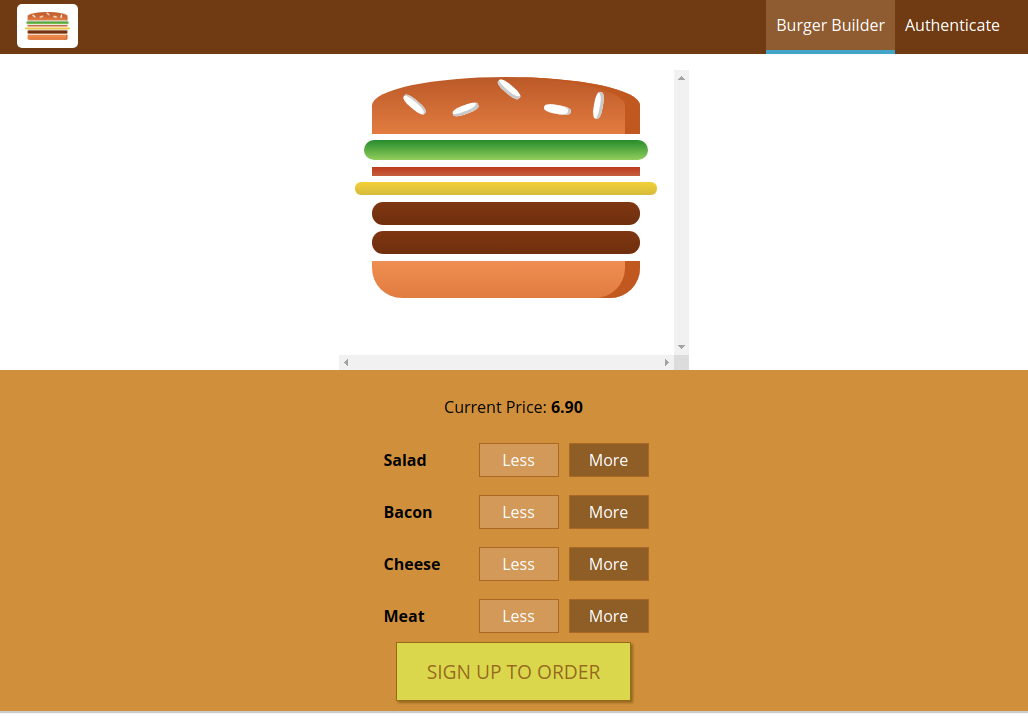 Burger Builder Authenticate
Current Price: 6.90
Salad Less More
Bacon Less More
Cheese Less More
Meat Less More
SIGN UP TO ORDER